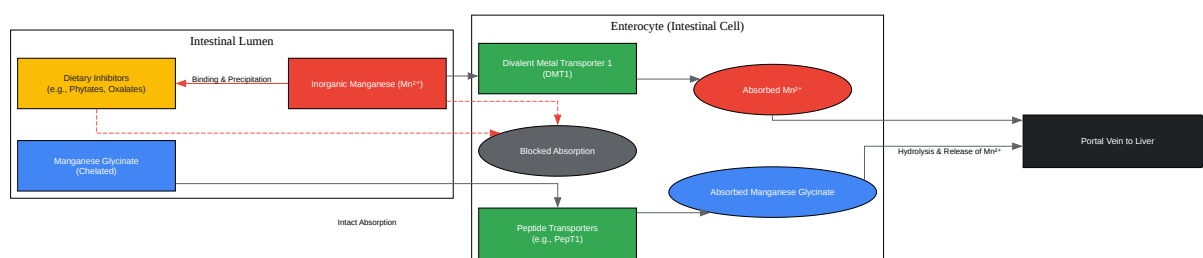 Intestinal Lumen
Enterocyte (Intestinal Cell)
Dietary Inhibitors
(e.g., Phytates, Oxalates)
Binding & Precipitation
Inorganic Manganese (Mn²⁺)
Divalent Metal Transporter 1
(DMT1)
Absorbed Mn²⁺
Portal Vein to Liver
Blocked Absorption
Hydrolysis & Release of Mn²⁺
Manganese Glycinate
(Chelated)
Absorbed Manganese Glycinate
Intact Absorption
Peptide Transporters
(e.g., PepT1)